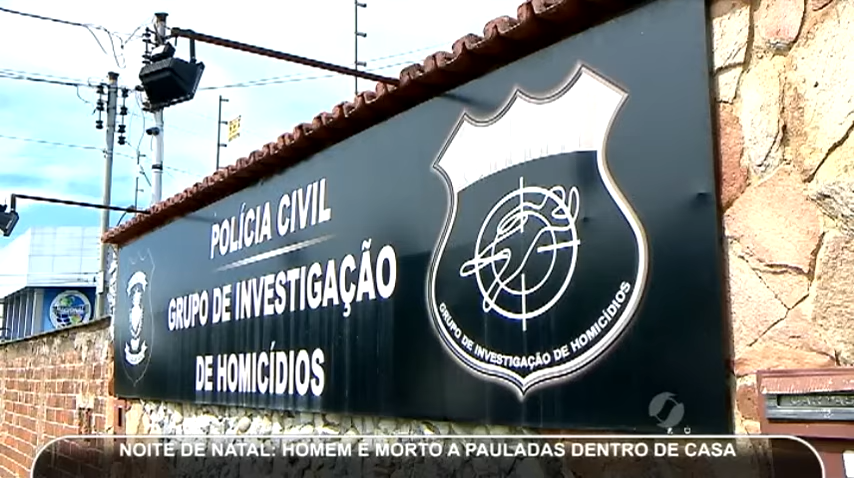 POLÍCIA CIVIL
GRUPO DE INVESTIGAÇÃO
DE HOMICÍDIOS
GRUPO DE INVESTIGAÇÃO DE HOMICÍDIOS
NOITE DE NATAL: HOMEM É MORTO A PAULADAS DENTRO DE CASA